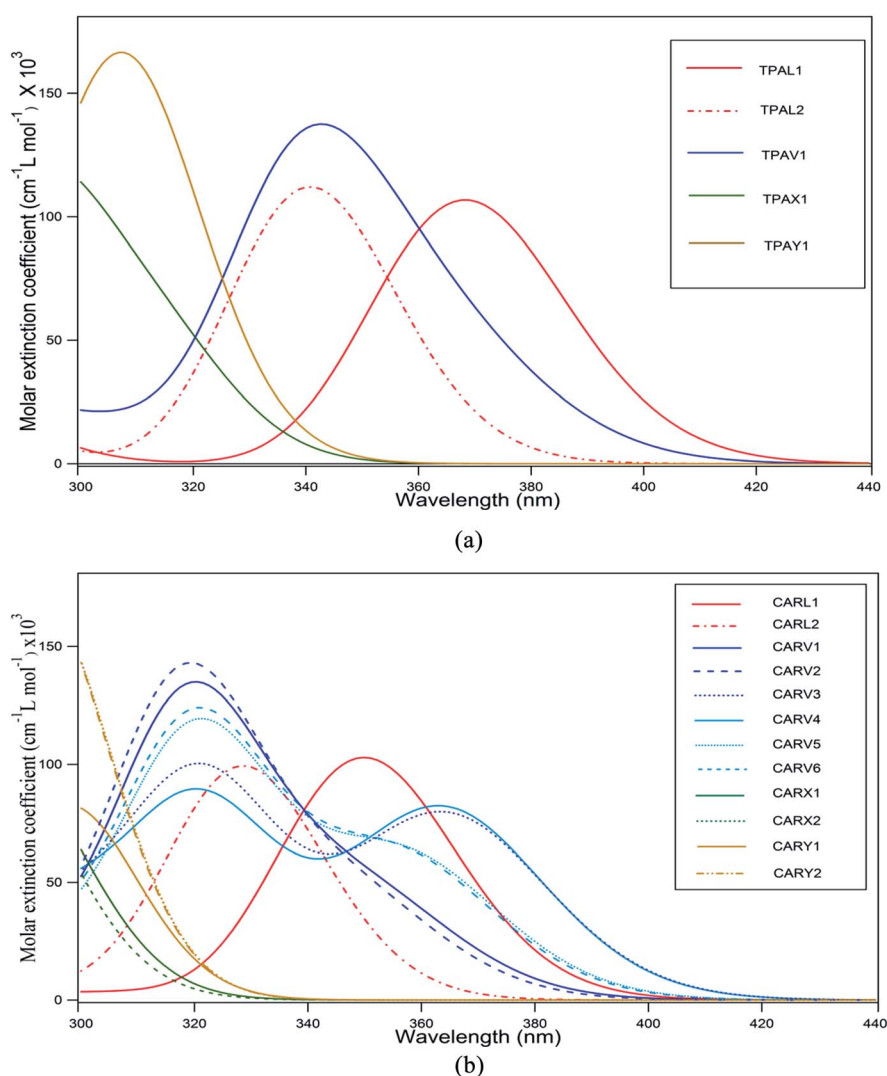 Molar extinction coefficient (cm⁻¹L mol⁻¹) X 10³
150
100
50
0
300 320 340 360 380 400 420 440
Wavelength (nm)
TPAL1
TPAL2
TPAV1
TPAX1
TPAY1
(a)
Molar extinction coefficient (cm⁻¹L mol⁻¹) x10³
150
100
50
0
300 320 340 360 380 400 420 440
Wavelength (nm)
CARL1
CARL2
CARV1
CARV2
CARV3
CARV4
CARV5
CARV6
CARX1
CARX2
CARY1
CARY2
(b)